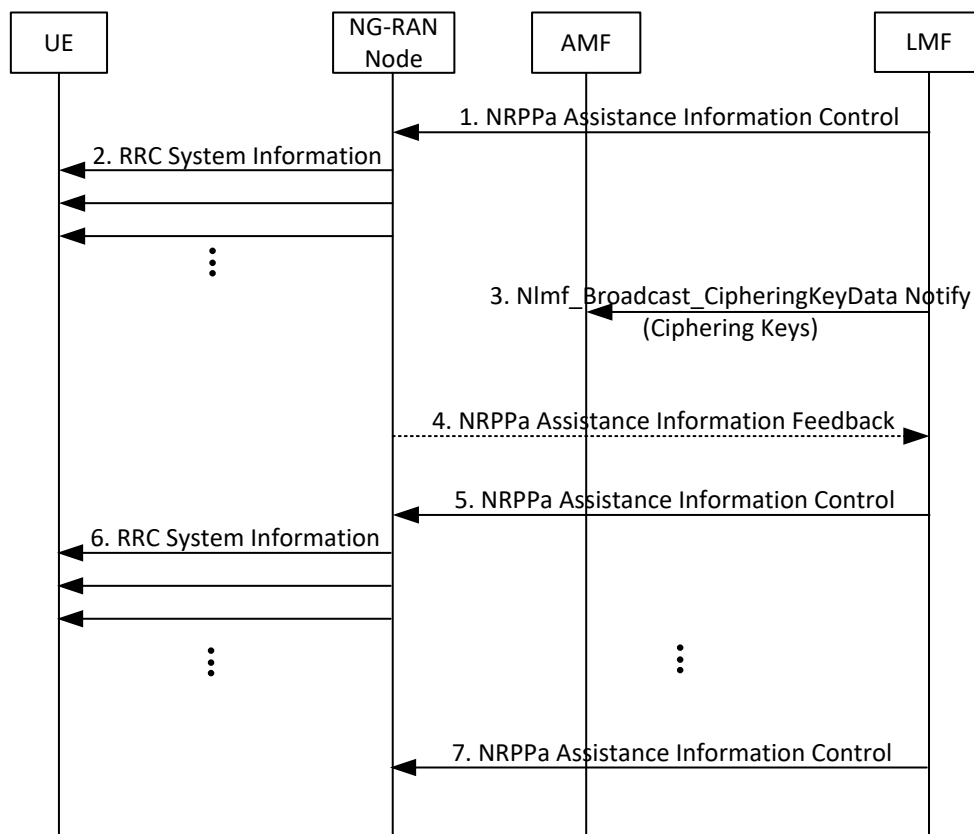 UE
NG-RAN
Node
AMF
LMF
1. NRPPa Assistance Information Control
2. RRC System Information
3. Nlmf_Broadcast_CipheringKeyData Notify
(Ciphering Keys)
4. NRPPa Assistance Information Feedback
5. NRPPa Assistance Information Control
6. RRC System Information
7. NRPPa Assistance Information Control